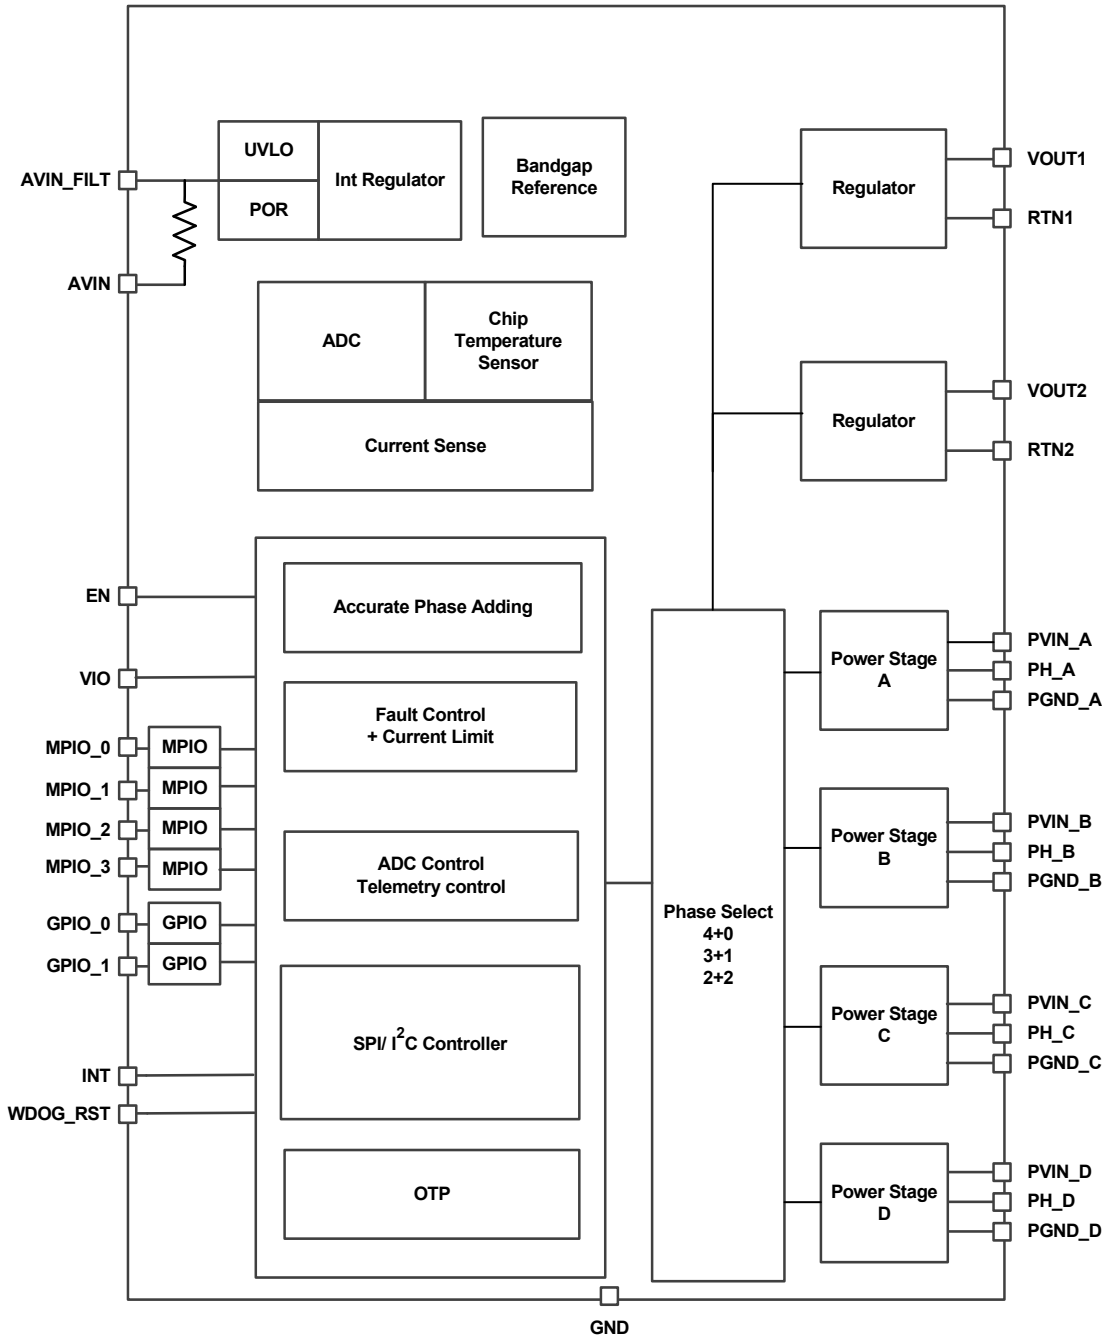 AVIN_FILT
AVIN
UVLO
POR
Int Regulator
Bandgap
Reference
Regulator
VOUT1
RTN1
ADC
Chip
Temperature
Sensor
Current Sense
Regulator
VOUT2
RTN2
EN
VIO
MPIO_0
MPIO
MPIO_1
MPIO
MPIO_2
MPIO
MPIO_3
MPIO
GPIO_0
GPIO
GPIO_1
GPIO
INT
WDOG_RST
Accurate Phase Adding
Fault Control
+ Current Limit
ADC Control
Telemetry control
SPI/ I²C Controller
OTP
Phase Select
4+0
3+1
2+2
Power Stage
A
PVIN_A
PH_A
PGND_A
Power Stage
B
PVIN_B
PH_B
PGND_B
Power Stage
C
PVIN_C
PH_C
PGND_C
Power Stage
D
PVIN_D
PH_D
PGND_D
GND